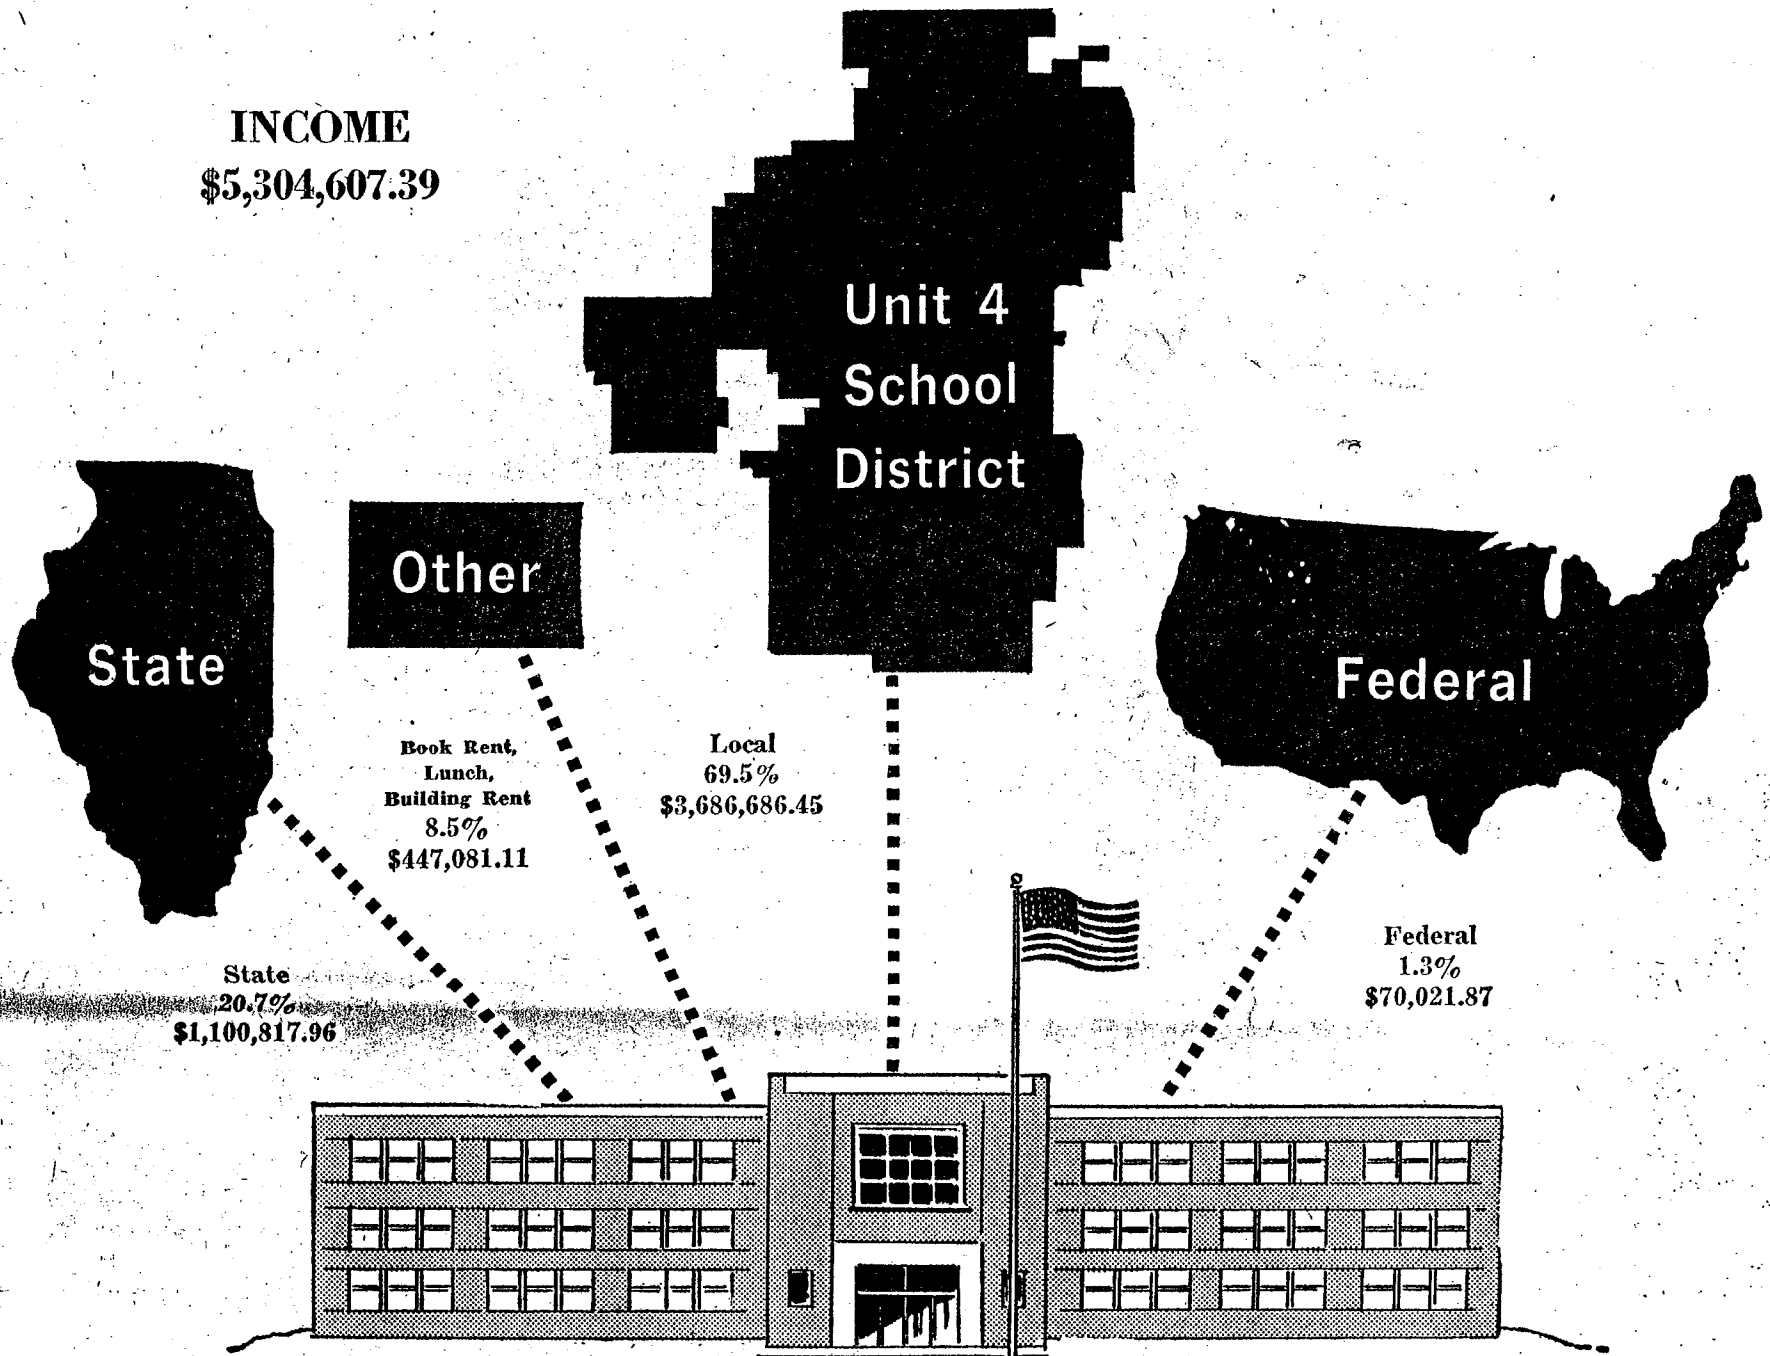 INCOME
$5,304,607.39
Unit 4
School
District
State
Other
Federal
Book Rent,
Lunch,
Building Rent
8.5%
$447,081.11
Local
69.5%
$3,686,686.45
State
20.7%
$1,100,817.96
Federal
1.3%
$70,021.87